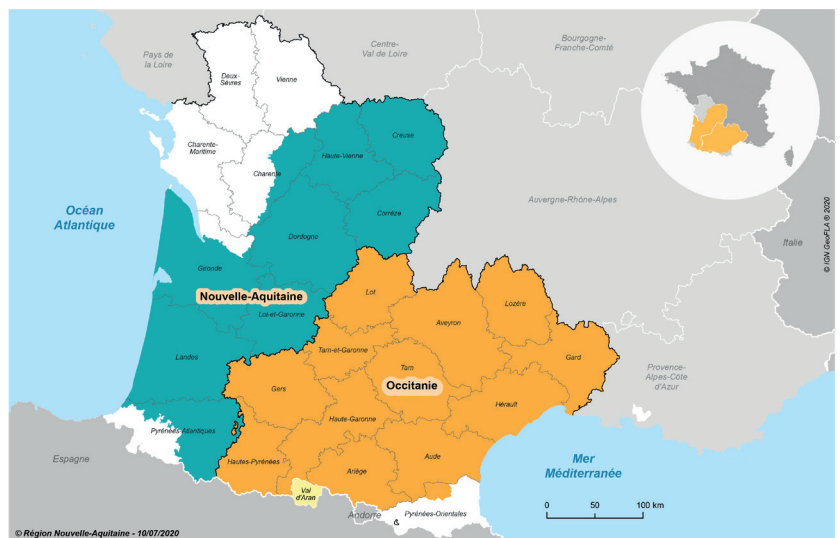 Pays de
la Loire
Centre-
Val de Loire
Bourgogne-
Franche-Comté
Deux-
Sèvres
Vienne
Creuse
Haute-Vienne
Charente-
Maritime
Charente
Auvergne-Rhône-Alpes
Océan
Atlantique
Corrèze
Dordogne
Italie
© IGN GeoFLA ® 2020
Gironde
Nouvelle-Aquitaine
Lot
Lozère
Lot-et-Garonne
Aveyron
Landes
Tarn-et-Garonne
Gard
Tarn
Provence-
Alpes-Côte
d'Azur
Gers
Occitanie
Hérault
Haute-Garonne
Pyrénées-Atlantiques
Espagne
Hautes-Pyrénées
Ariège
Aude
Mer
Méditerranée
Val
d'Aran
Andorre
Pyrénées-Orientales
0 50 100 km
© Région Nouvelle-Aquitaine - 10/07/2020